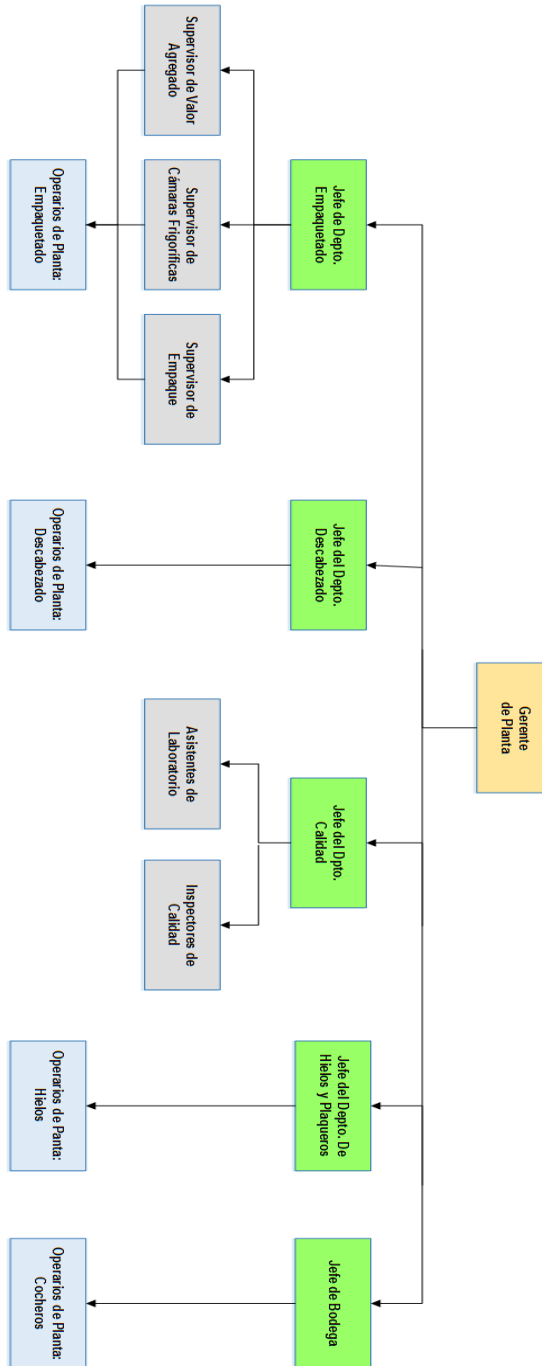 Gerente
de Planta
Jefe de Depto.
Empaquetado
Jefe del Depto.
Descabezado
Jefe del Dpto.
Calidad
Jefe del Depto. De
Hielos y Plaqueros
Jefe de Bodega
Supervisor de Valor
Agregado
Supervisor de
Cámaras Frigoríficas
Supervisor de
Empaque
Asistentes de
Laboratorio
Inspectores de
Calidad
Operarios de Planta:
Empaquetado
Operarios de Planta:
Descabezado
Operarios de Panta:
Hielos
Operarios de Planta:
Cocheros